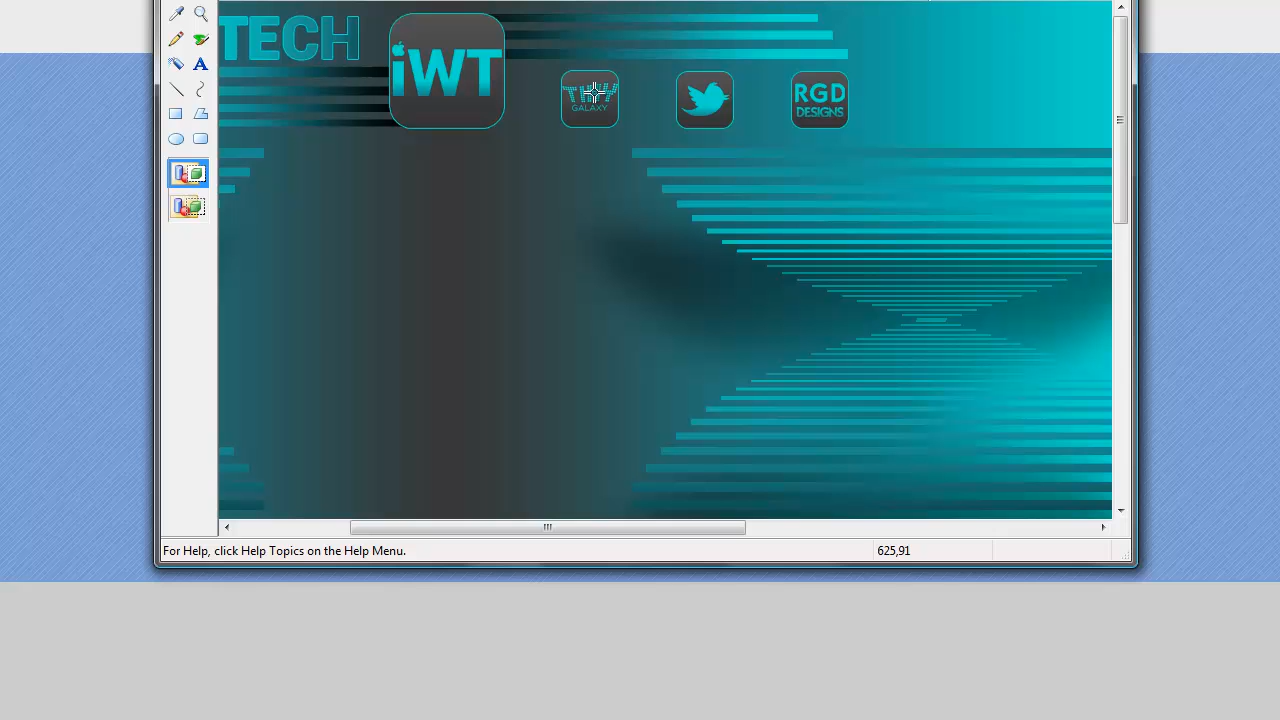 TECH
iWT
GALAXY
RGD
DESIGNS
A
For Help, click Help Topics on the Help Menu.
625,91